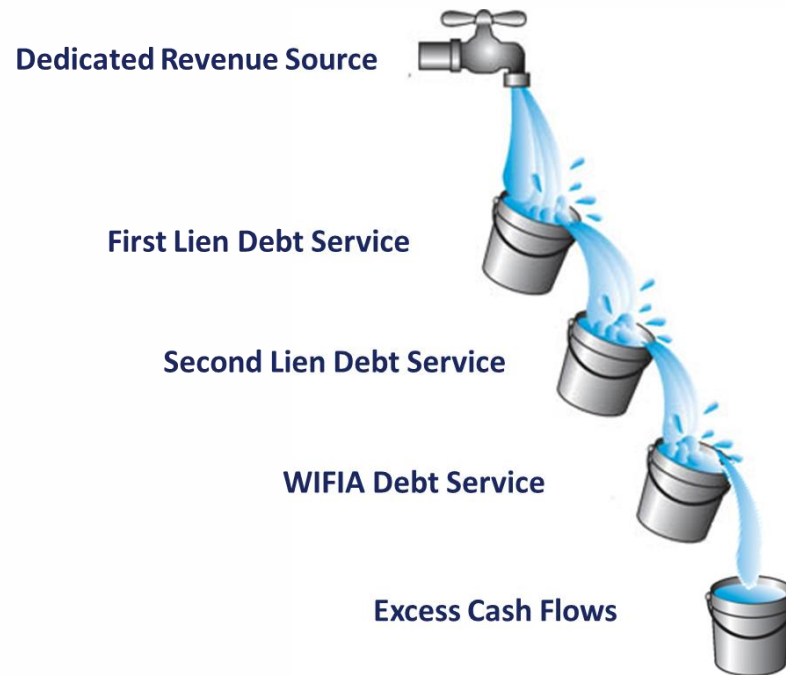 Dedicated Revenue Source
First Lien Debt Service
Second Lien Debt Service
WIFIA Debt Service
Excess Cash Flows